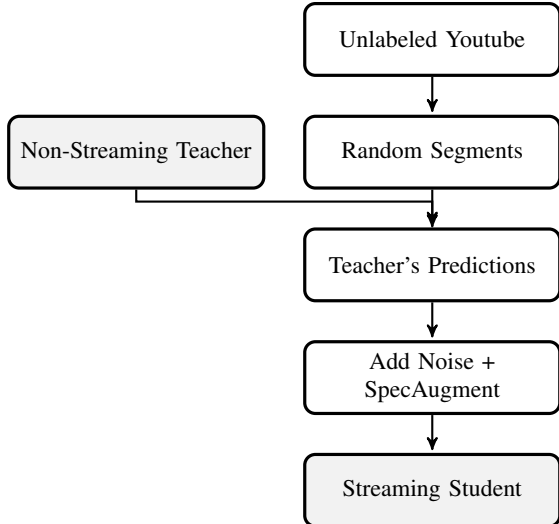 Unlabeled Youtube
Non-Streaming Teacher
Random Segments
Teacher's Predictions
Add Noise +
SpecAugment
Streaming Student